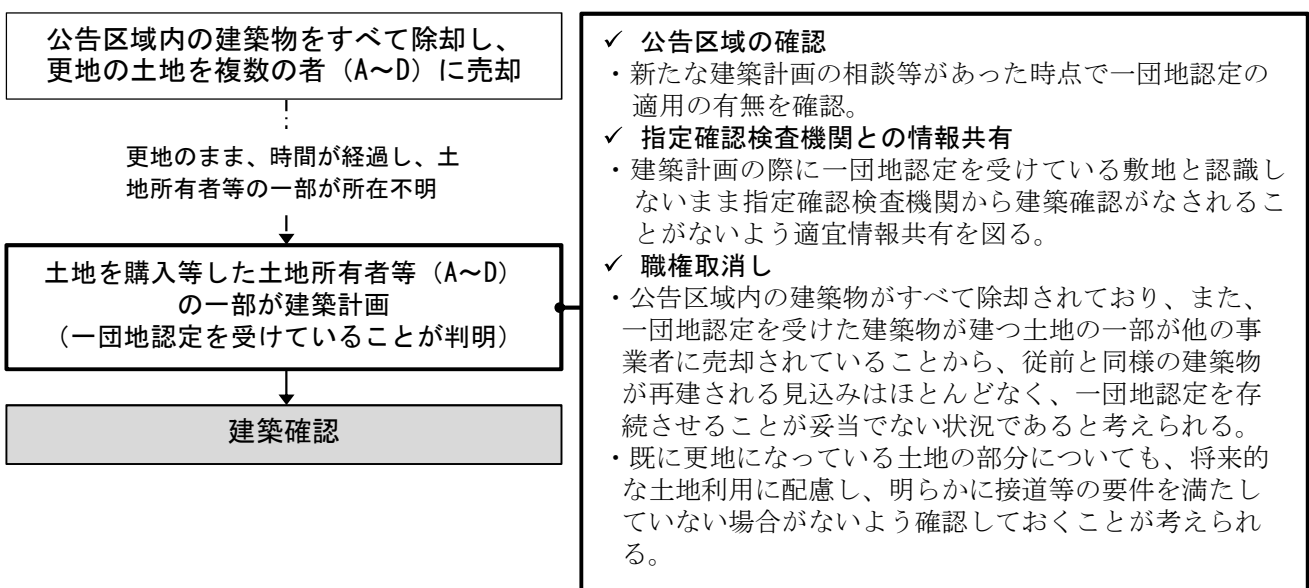 公告区域内の建築物をすべて除却し、
更地の土地を複数の者（A～D）に売却
更地のまま、時間が経過し、土
地所有者等の一部が所在不明
土地を購入等した土地所有者等（A～D）
の一部が建築計画
（一団地認定を受けていることが判明）
建築確認
✓ 公告区域の確認
・新たな建築計画の相談等があった時点で一団地認定の
適用の有無を確認。
✓ 指定確認検査機関との情報共有
・建築計画の際に一団地認定を受けている敷地と認識し
ないまま指定確認検査機関から建築確認がなされるこ
とがないよう適宜情報共有を図る。
✓ 職権取消し
・公告区域内の建築物がすべて除却されており、また、
一団地認定を受けた建築物が建つ土地の一部が他の事
業者に売却されていることから、従前と同様の建築物
が再建される見込みはほとんどなく、一団地認定を存
続させることが妥当でない状況であると考えられる。
・既に更地になっている土地の部分についても、将来的
な土地利用に配慮し、明らかに接道等の要件を満たし
ていない場合がないよう確認しておくことが考えられ
る。